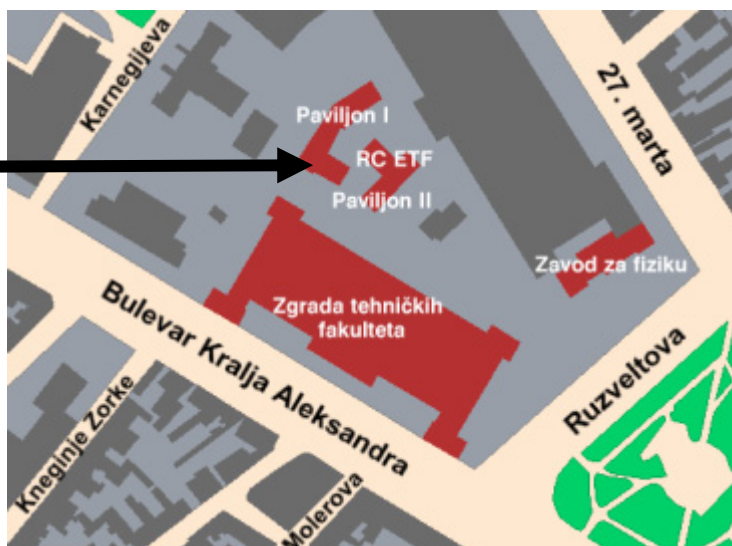 Karnegijeva
27. marta
Paviljon I
RC ETF
Paviljon II
Zavod za fiziku
Zgrada tehničkih
fakulteta
Bulevar Kralja Aleksandra
Ruzveltova
Kneginje Zorke
Molerova